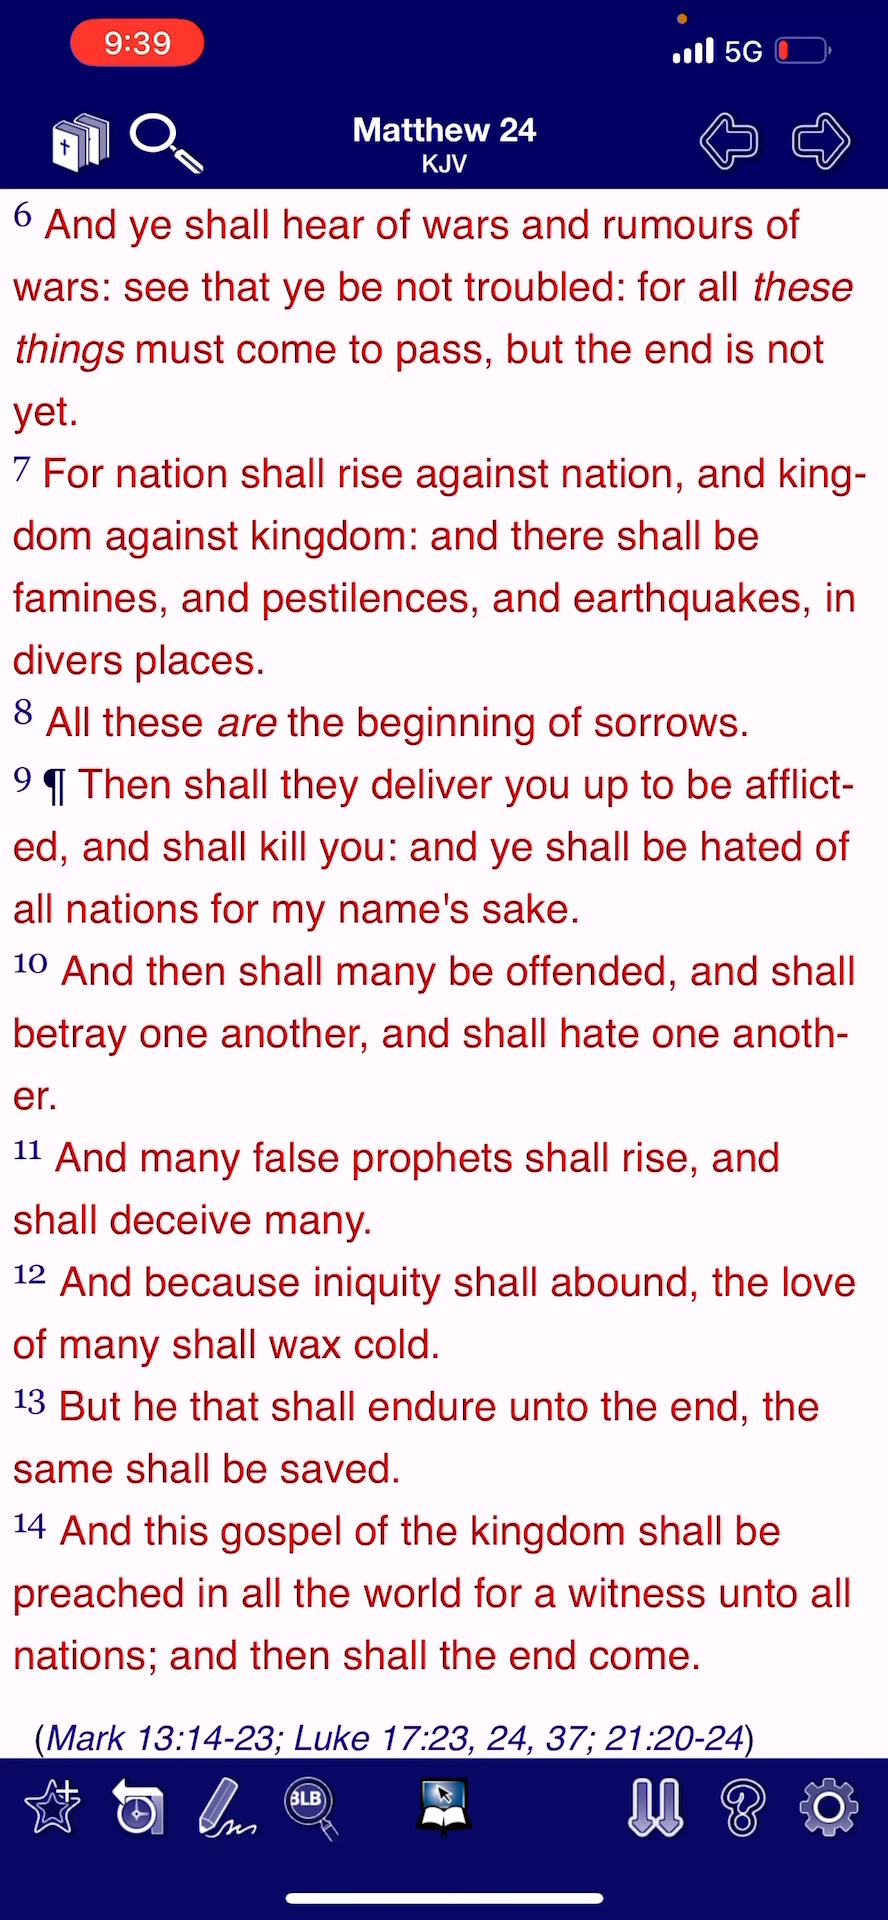 9:39
5G
Matthew 24
KJV
6 And ye shall hear of wars and rumours of
wars: see that ye be not troubled: for all these
things must come to pass, but the end is not
yet.
7 For nation shall rise against nation, and king-
dom against kingdom: and there shall be
famines, and pestilences, and earthquakes, in
divers places.
8 All these are the beginning of sorrows.
9 ¶ Then shall they deliver you up to be afflict-
ed, and shall kill you: and ye shall be hated of
all nations for my name's sake.
10 And then shall many be offended, and shall
betray one another, and shall hate one anoth-
er.
11 And many false prophets shall rise, and
shall deceive many.
12 And because iniquity shall abound, the love
of many shall wax cold.
13 But he that shall endure unto the end, the
same shall be saved.
14 And this gospel of the kingdom shall be
preached in all the world for a witness unto all
nations; and then shall the end come.
(Mark 13:14-23; Luke 17:23, 24, 37; 21:20-24)
BLB